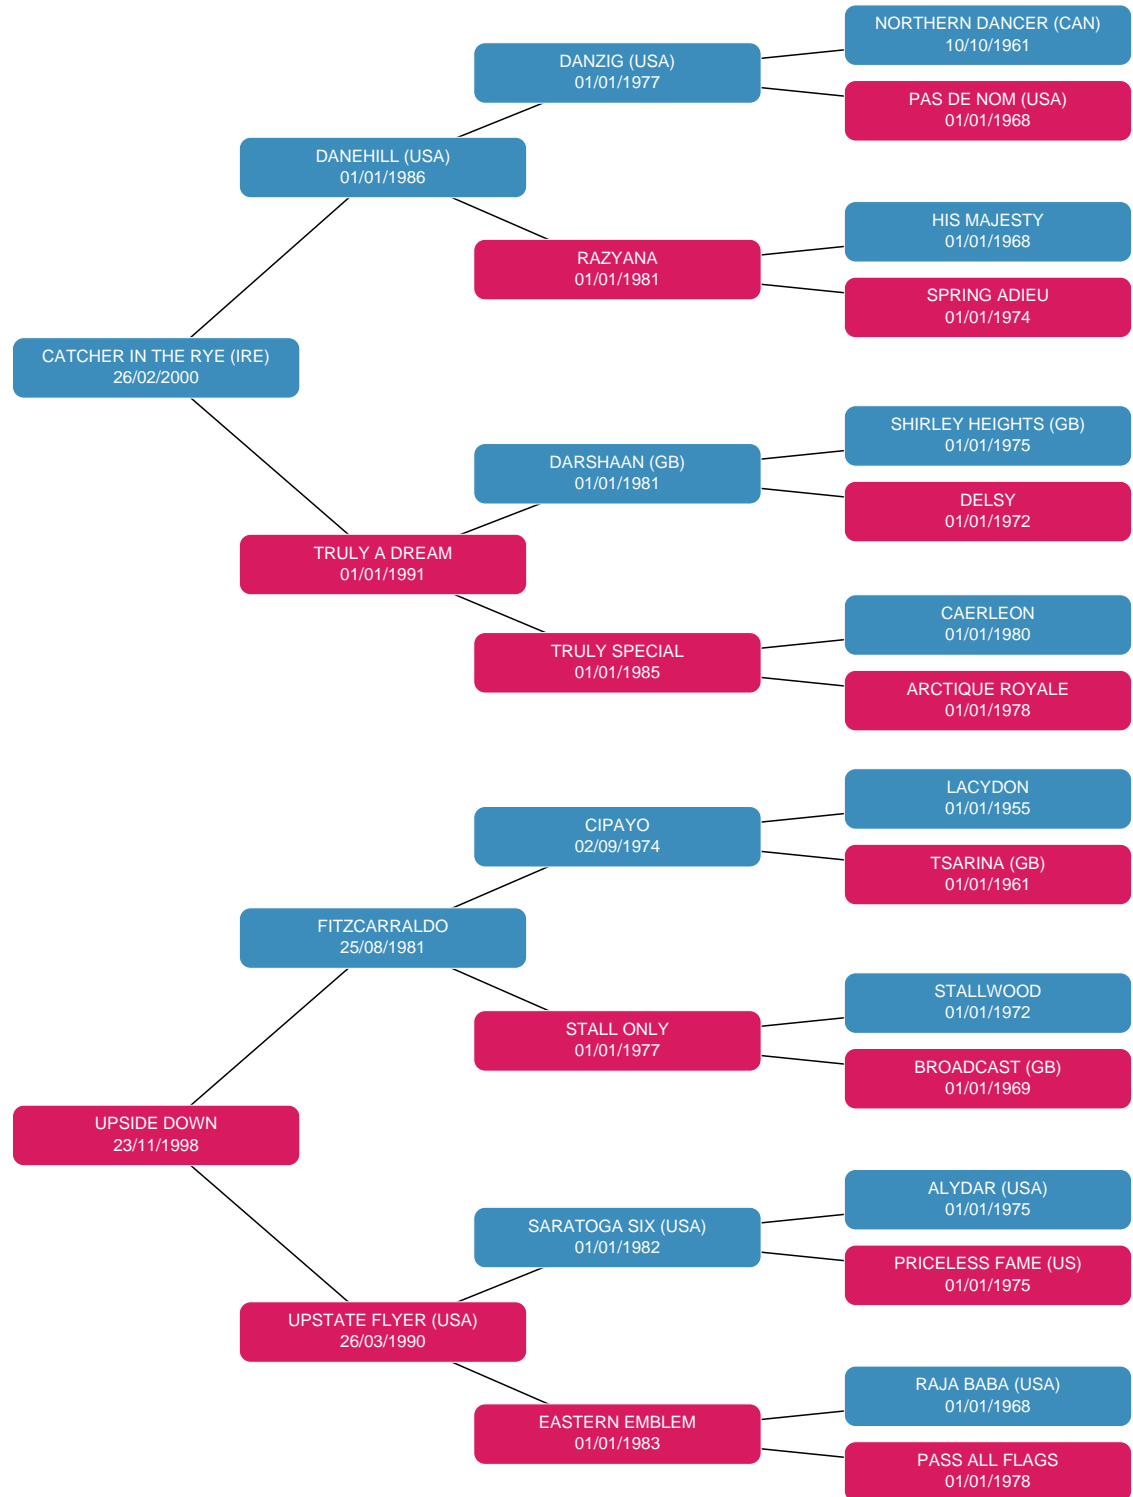 NORTHERN DANCER (CAN)
10/10/1961
DANZIG (USA)
01/01/1977
PAS DE NOM (USA)
01/01/1968
DANEHILL (USA)
01/01/1986
HIS MAJESTY
01/01/1968
RAZYANA
01/01/1981
SPRING ADIEU
01/01/1974
CATCHER IN THE RYE (IRE)
26/02/2000
SHIRLEY HEIGHTS (GB)
01/01/1975
DARSHAAN (GB)
01/01/1981
DELSY
01/01/1972
TRULY A DREAM
01/01/1991
CAERLEON
01/01/1980
TRULY SPECIAL
01/01/1985
ARCTIQUE ROYALE
01/01/1978
LACYDON
01/01/1955
CIPAYO
02/09/1974
TSARINA (GB)
01/01/1961
FITZCARRALDO
25/08/1981
STALLWOOD
01/01/1972
STALL ONLY
01/01/1977
BROADCAST (GB)
01/01/1969
UPSIDE DOWN
23/11/1998
ALYDAR (USA)
01/01/1975
SARATOGA SIX (USA)
01/01/1982
PRICELESS FAME (US)
01/01/1975
UPSTATE FLYER (USA)
26/03/1990
RAJA BABA (USA)
01/01/1968
EASTERN EMBLEM
01/01/1983
PASS ALL FLAGS
01/01/1978